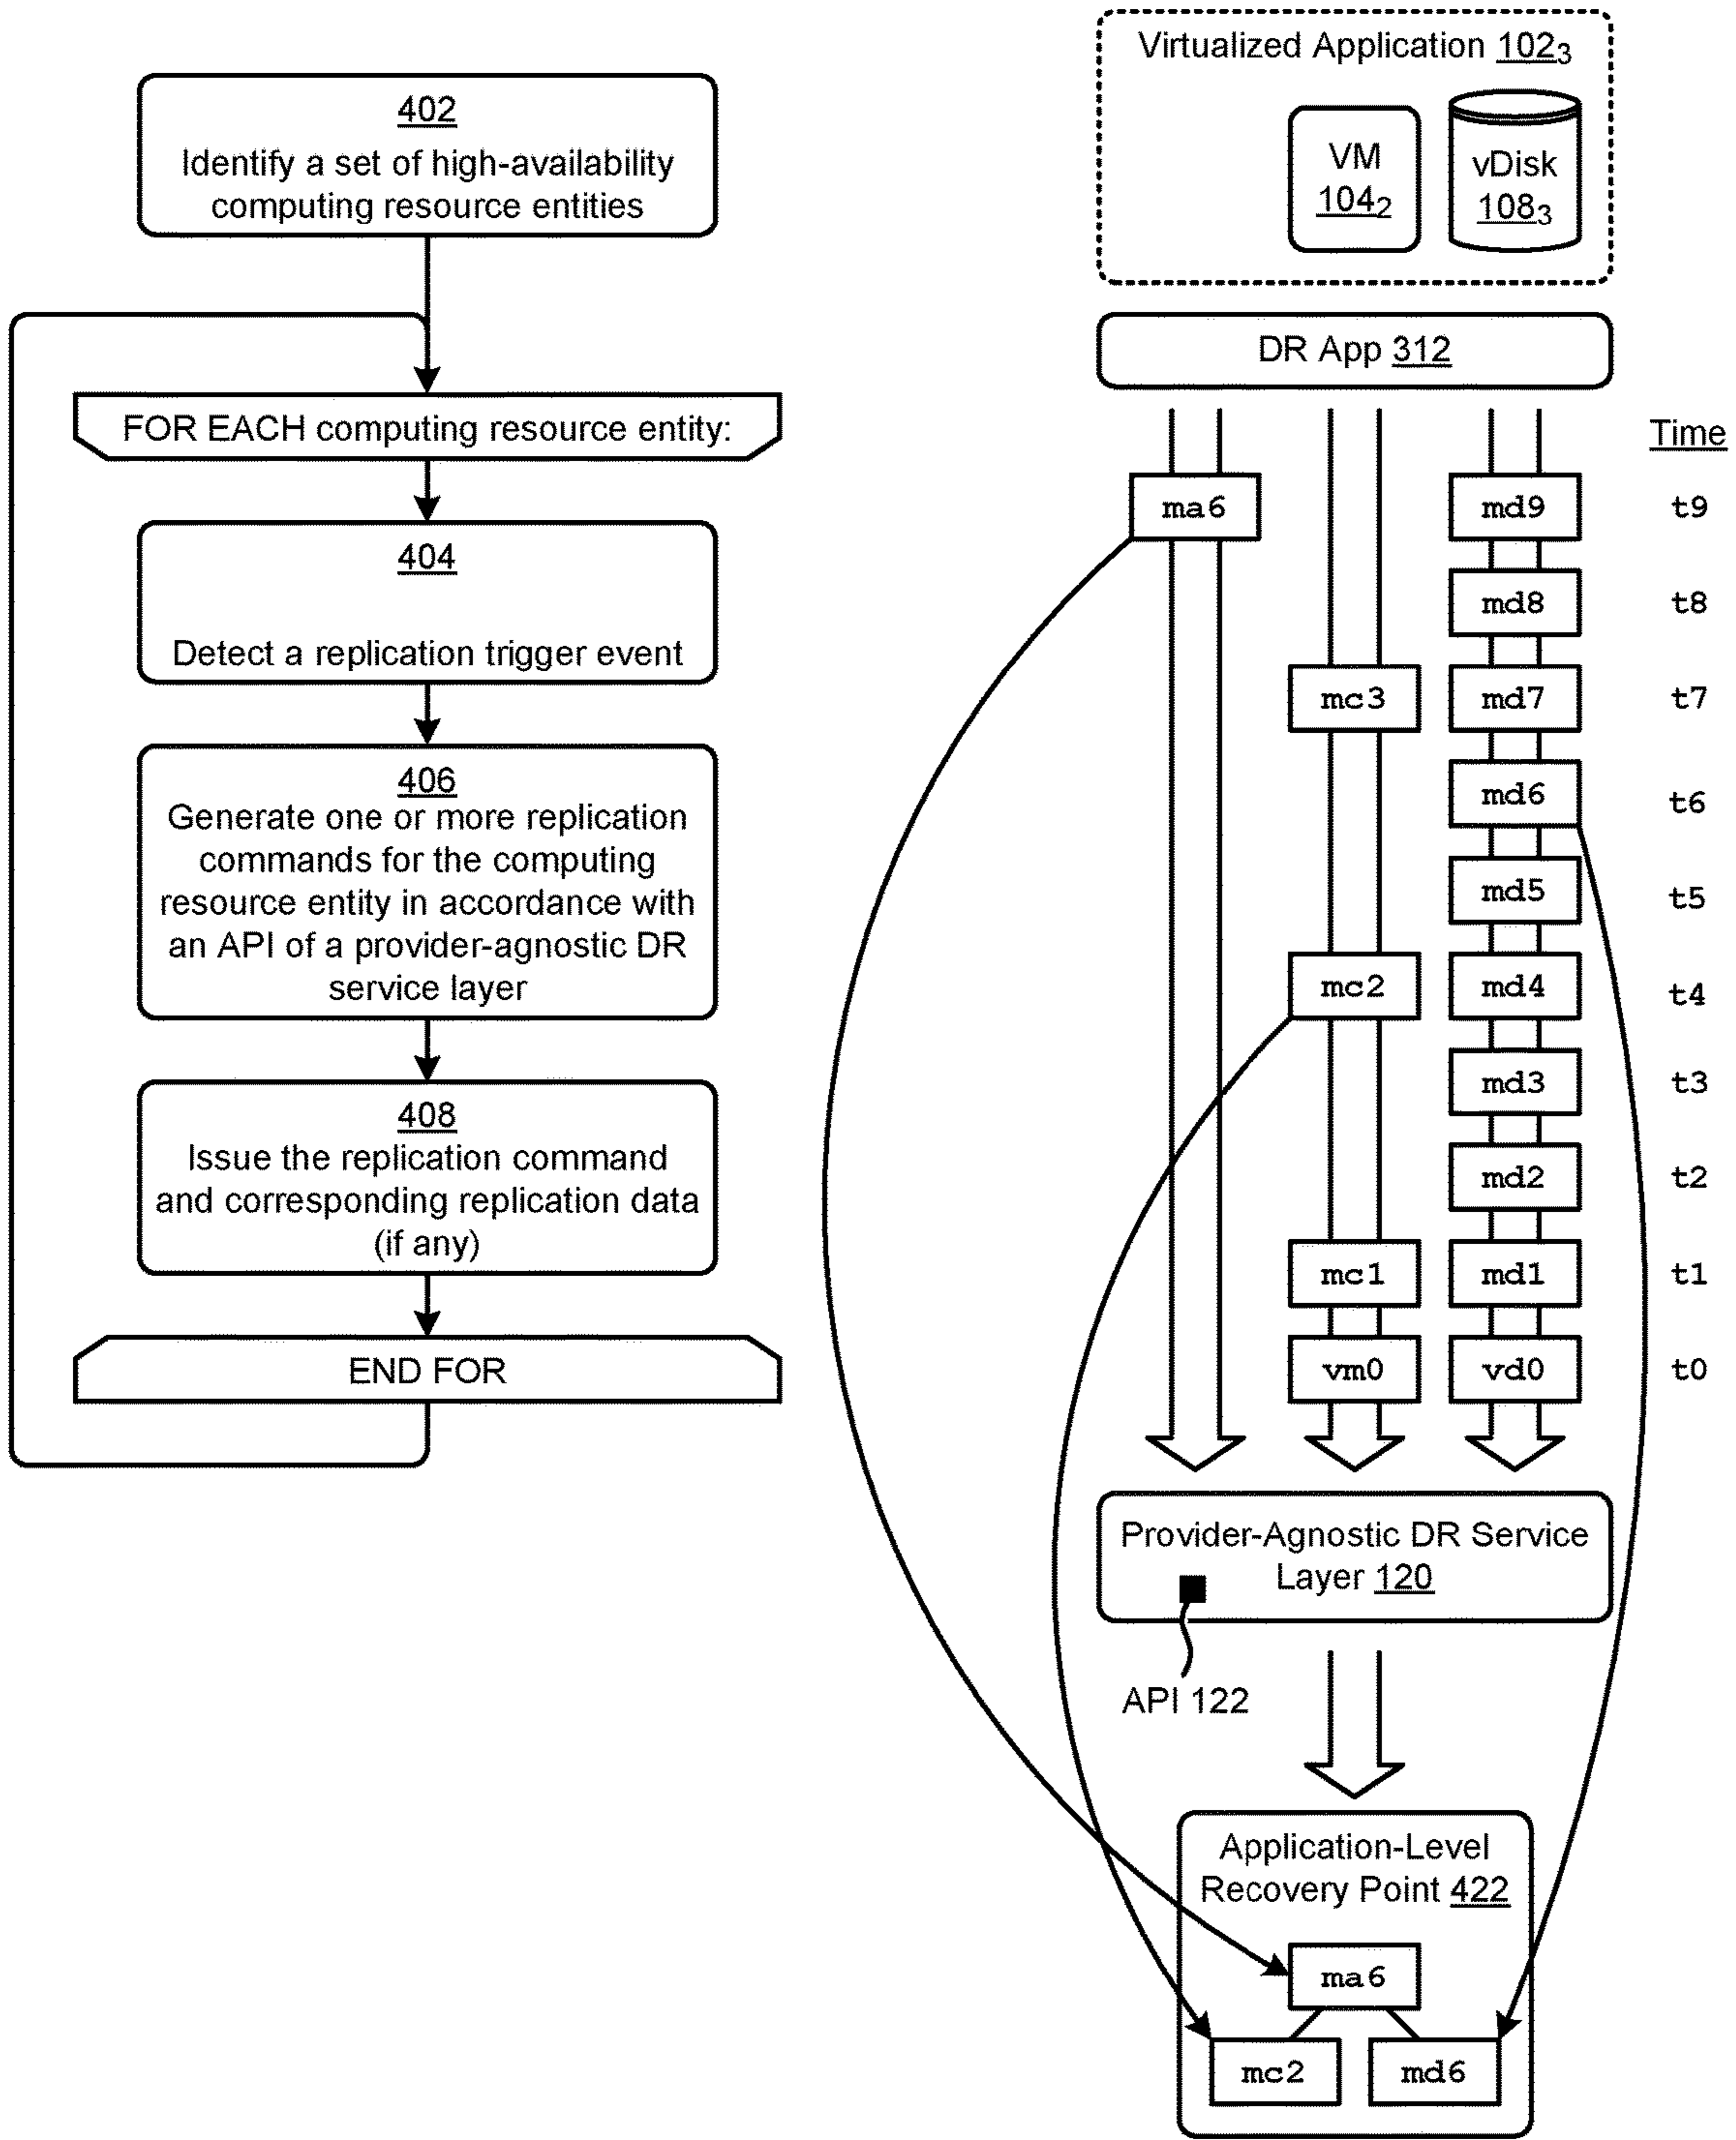 402
Identify a set of high-availability
computing resource entities
FOR EACH computing resource entity:
404
Detect a replication trigger event
406
Generate one or more replication
commands for the computing
resource entity in accordance with
an API of a provider-agnostic DR
service layer
408
Issue the replication command
and corresponding replication data
(if any)
END FOR
Virtualized Application 102₃
VM
104₂
vDisk
108₃
DR App 312
Time
ma6 md9 t9
md8 t8
mc3 md7 t7
md6 t6
md5 t5
mc2 md4 t4
md3 t3
md2 t2
mc1 md1 t1
vm0 vd0 t0
Provider-Agnostic DR Service
Layer 120
API 122
Application-Level
Recovery Point 422
ma6
mc2 md6